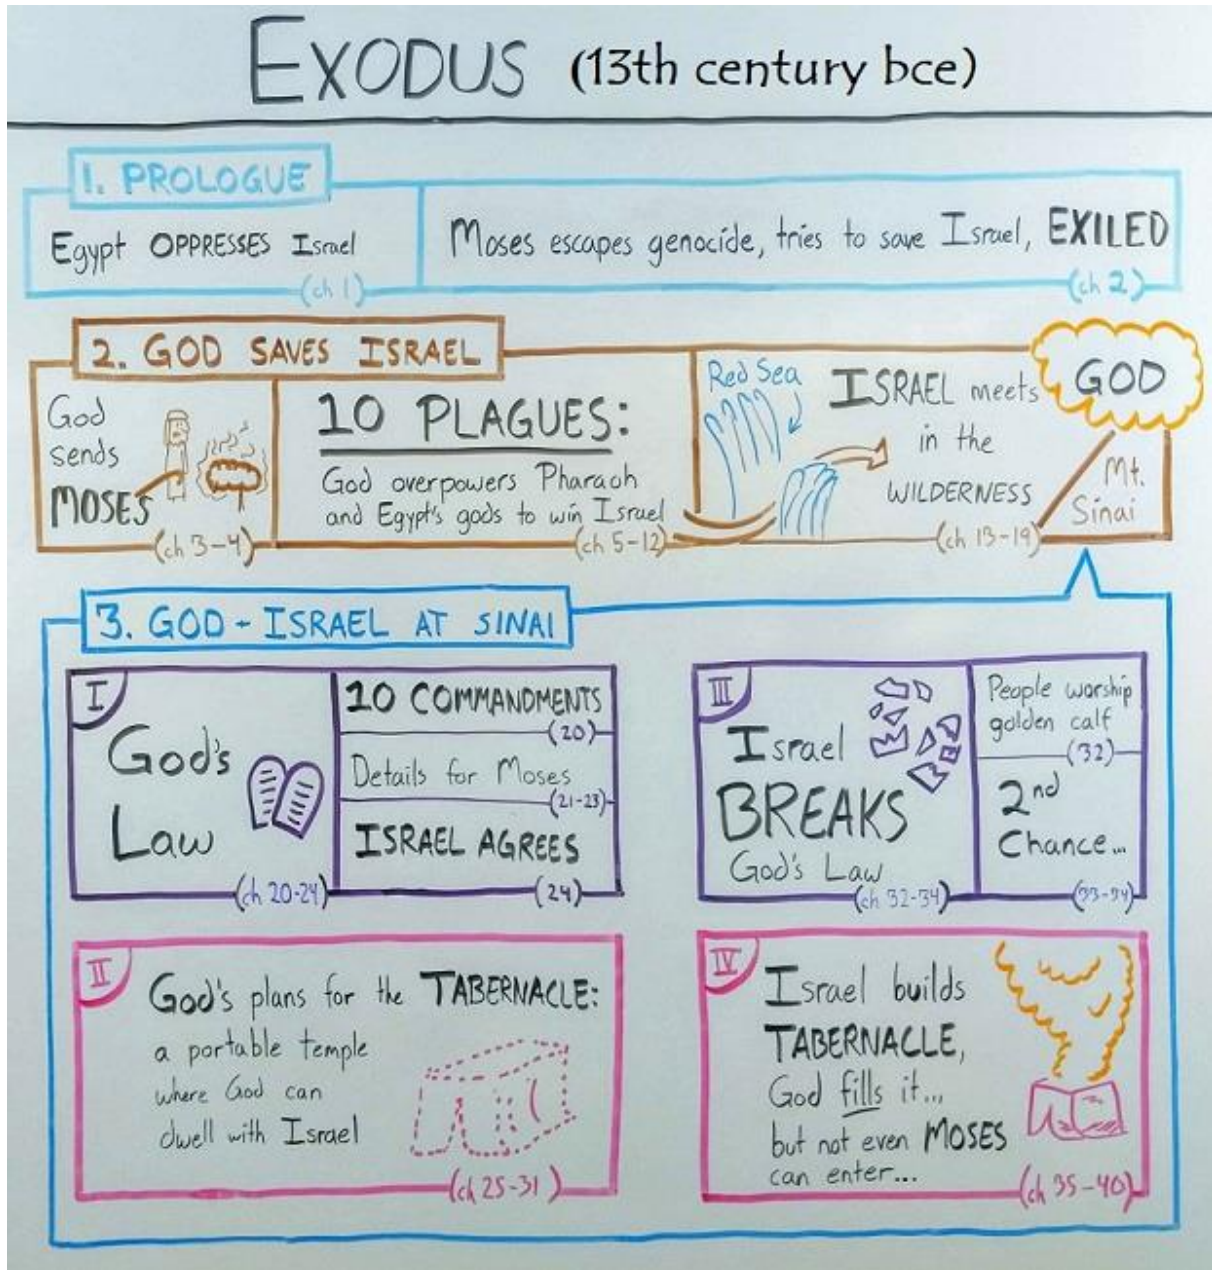 EXODUS (13th century bce)
1. PROLOGUE
Egypt OPPRESSES Israel
(ch 1)
Moses escapes genocide, tries to save Israel, EXILED
(ch 2)
2. GOD SAVES ISRAEL
God
sends
MOSES
(ch 3-4)
10 PLAGUES:
God overpowers Pharaoh
and Egypt's gods to win Israel
(ch 5-12)
Red Sea
ISRAEL meets
in the
WILDERNESS
(ch 13-19)
GOD
Mt.
Sinai
3. GOD - ISRAEL AT SINAI
I
God's
Law
(ch 20-24)
10 COMMANDMENTS
(20)
Details for Moses
(21-23)
ISRAEL AGREES
(24)
II
God's plans for the TABERNACLE:
a portable temple
where God can
dwell with Israel
(ch 25-31)
III
Israel
BREAKS
God's Law
(ch 32-34)
People worship
golden calf
(32)
2nd
Chance...
(33-34)
IV
Israel builds
TABERNACLE,
God fills it...
but not even MOSES
can enter...
(ch 35-40)